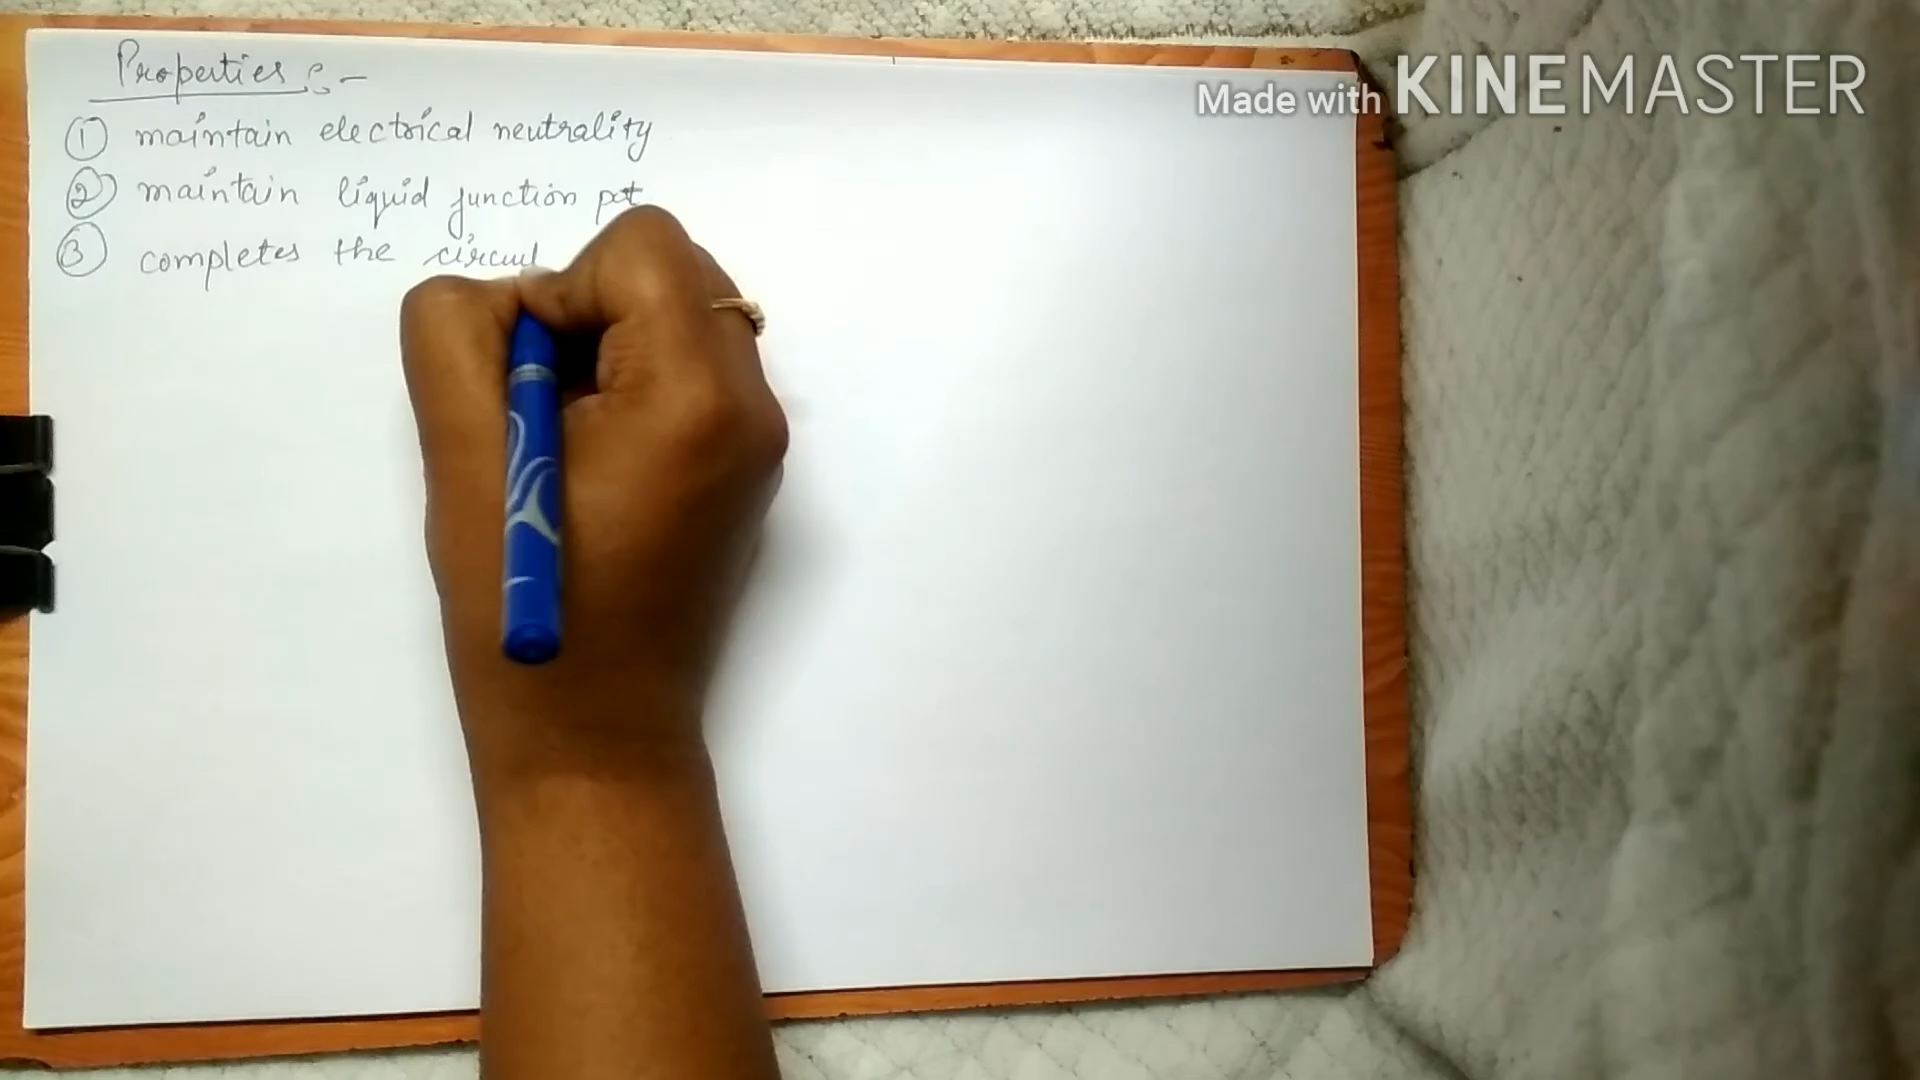 Properties :-
Made with KINEMASTER
① maintain electrical neutrality
② maintain liquid junction pot
③ completes the circuit